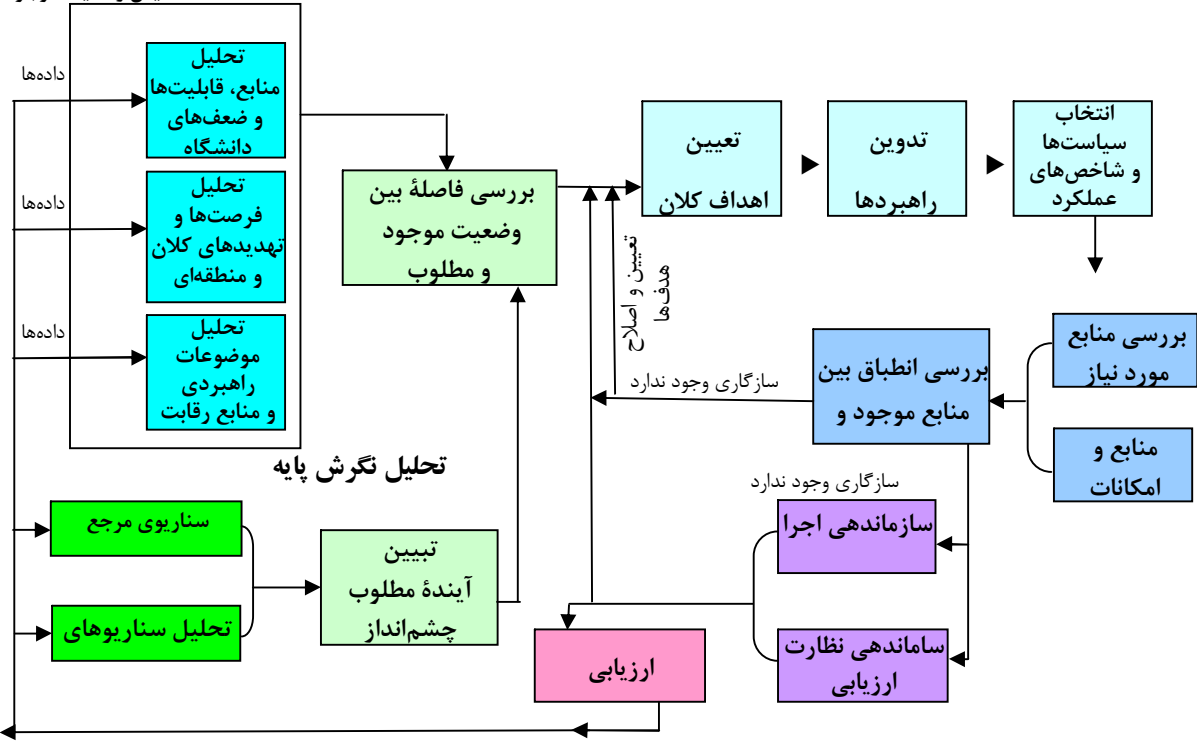 داده‌ها
تحلیل
منابع، قابلیت‌ها
و ضعف‌های
دانشگاه
داده‌ها
تحلیل
فرصت‌ها و
تهدیدهای کلان
و منطقه‌ای
داده‌ها
تحلیل
موضوعات
راهبردی
و منابع رقابت
تحلیل نگرش پایه
سناریوی مرجع
تحلیل سناریوهای
تبیین
آیندهٔ مطلوب
چشم‌انداز
بررسی فاصلهٔ بین
وضعیت موجود
و مطلوب
تعیین
اهداف کلان
تدوین
راهبردها
انتخاب
سیاست‌ها
و شاخص‌های
عملکرد
تعیین و اصلاح
هدف‌ها
بررسی منابع
مورد نیاز
منابع و
امکانات
بررسی انطباق بین
منابع موجود و
سازگاری وجود ندارد
سازگاری وجود ندارد
سازماندهی اجرا
ساماندهی نظارت
ارزیابی
ارزیابی